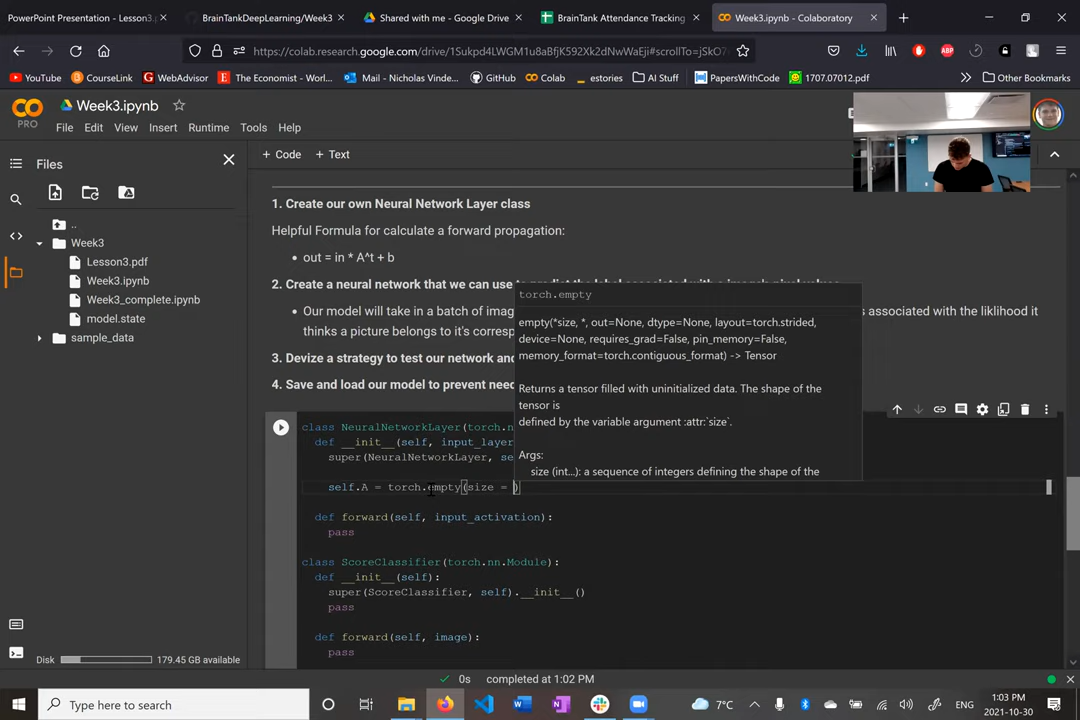 PowerPoint Presentation - Lesson3.p
BrainTankDeepLearning/Week3
Shared with me - Google Drive
BrainTank Attendance Tracking
Week3.ipynb - Colaboratory
https://colab.research.google.com/drive/1Sukpd4LWGM1u8aBfjK592Xk2dNwWaEji#scrollTo=jSkO7
YouTube
CourseLink
WebAdvisor
The Economist - Worl...
Mail - Nicholas Vinde...
GitHub
Colab
estories
AI Stuff
PapersWithCode
1707.07012.pdf
Other Bookmarks
CO
PRO
Week3.ipynb
File Edit View Insert Runtime Tools Help
Files
+ Code + Text
..
Week3
Lesson3.pdf
Week3.ipynb
Week3_complete.ipynb
model.state
sample_data
Disk
179.45 GB available
1. Create our own Neural Network Layer class
Helpful Formula for calculate a forward propagation:
• out = in * A^t + b
2. Create a neural network that we can use to predict the label associated with a image's pixel values
• Our model will take in a batch of imag
s associated with the liklihood it
thinks a picture belongs to it's corresp
3. Devize a strategy to test our network and
4. Save and load our model to prevent nee
torch.empty
empty(*size, *, out=None, dtype=None, layout=torch.strided,
device=None, requires_grad=False, pin_memory=False,
memory_format=torch.contiguous_format) -> Tensor
Returns a tensor filled with uninitialized data. The shape of the
tensor is
defined by the variable argument :attr:`size`.
Args:
size (int...): a sequence of integers defining the shape of the
class NeuralNetworkLayer(torch.n
def __init__(self, input_layer
super(NeuralNetworkLayer, se
self.A = torch.empty(size = )
def forward(self, input_activation):
pass
class ScoreClassifier(torch.nn.Module):
def __init__(self):
super(ScoreClassifier, self).__init__()
pass
def forward(self, image):
pass
0s completed at 1:02 PM
Type here to search
7°C
ENG
1:03 PM
2021-10-30